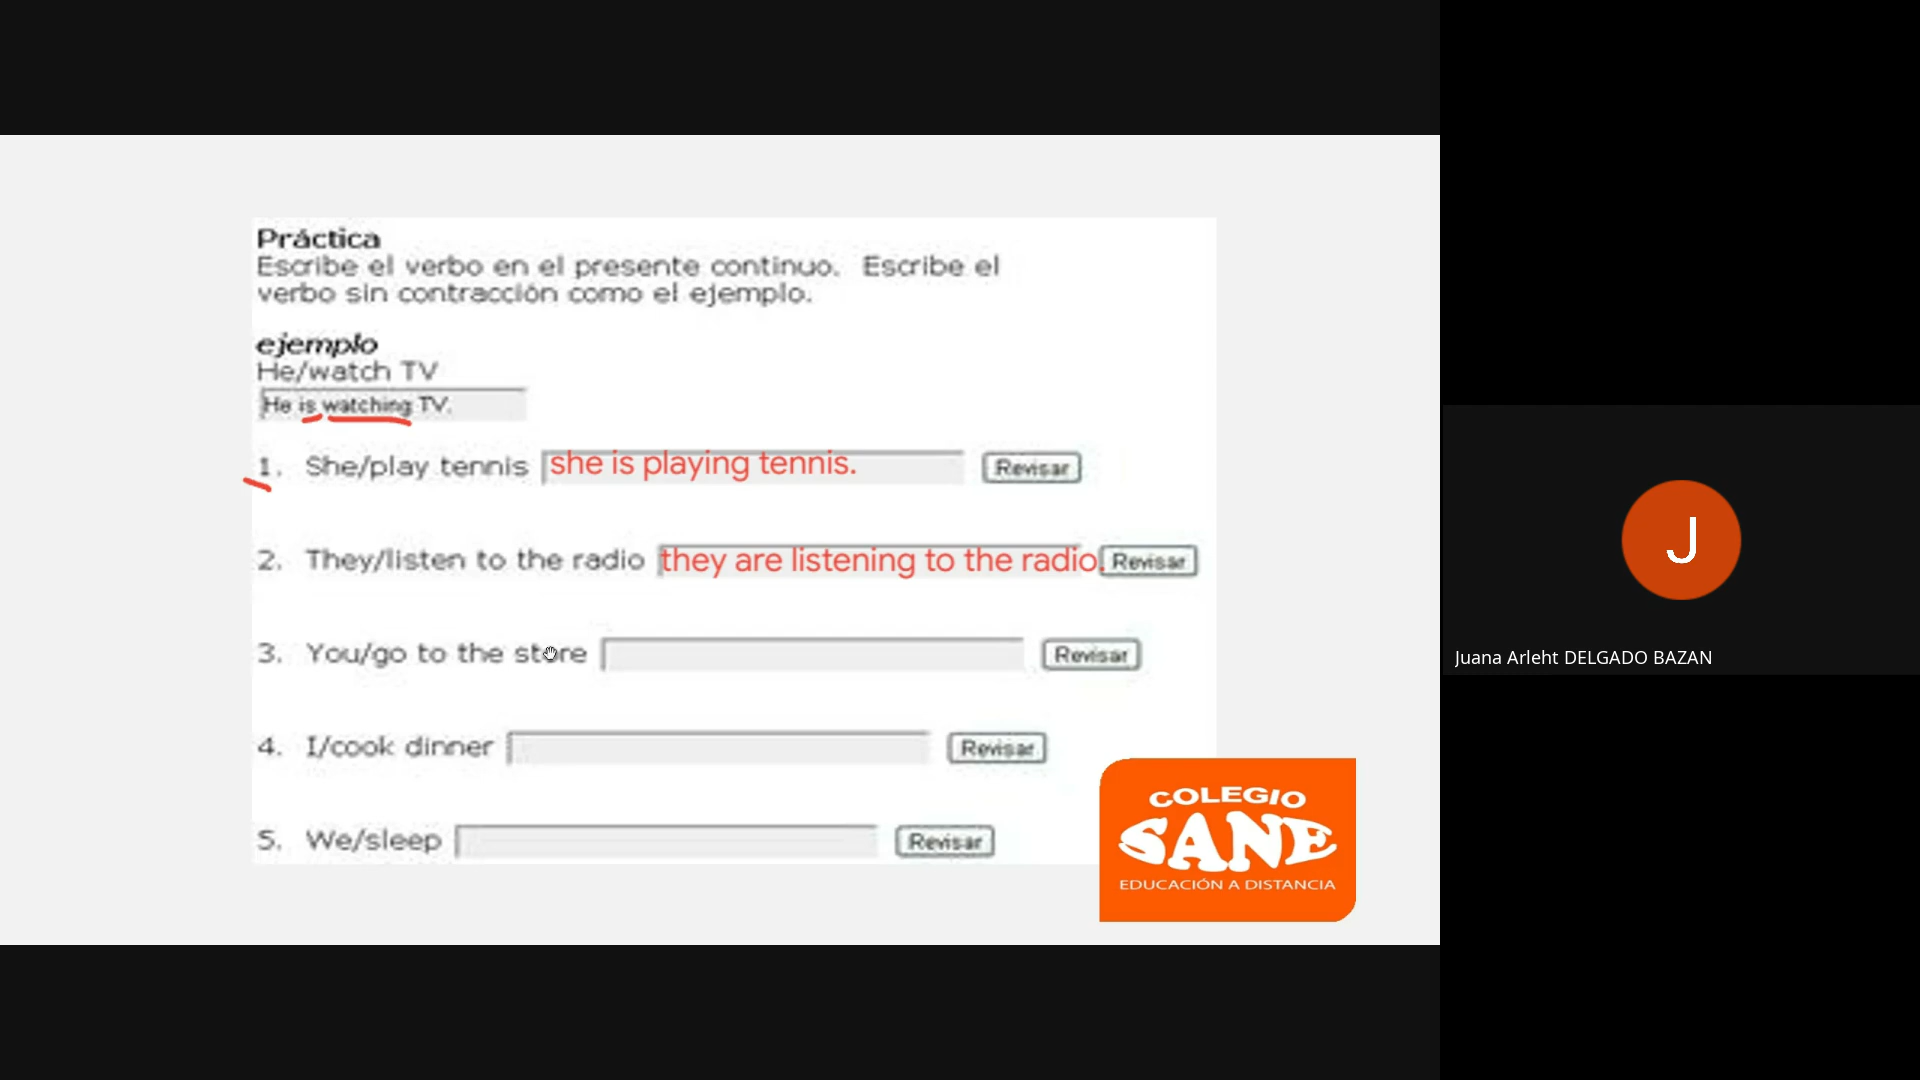 Práctica
Escribe el verbo en el presente continuo. Escribe el
verbo sin contracción como el ejemplo.
ejemplo
He/watch TV
He is watching TV.
1. She/play tennis she is playing tennis. Revisar
2. They/listen to the radio they are listening to the radio. Revisar
3. You/go to the store Revisar
4. I/cook dinner Revisar
5. We/sleep Revisar
COLEGIO
SANE
EDUCACIÓN A DISTANCIA
J
Juana Arleht DELGADO BAZAN